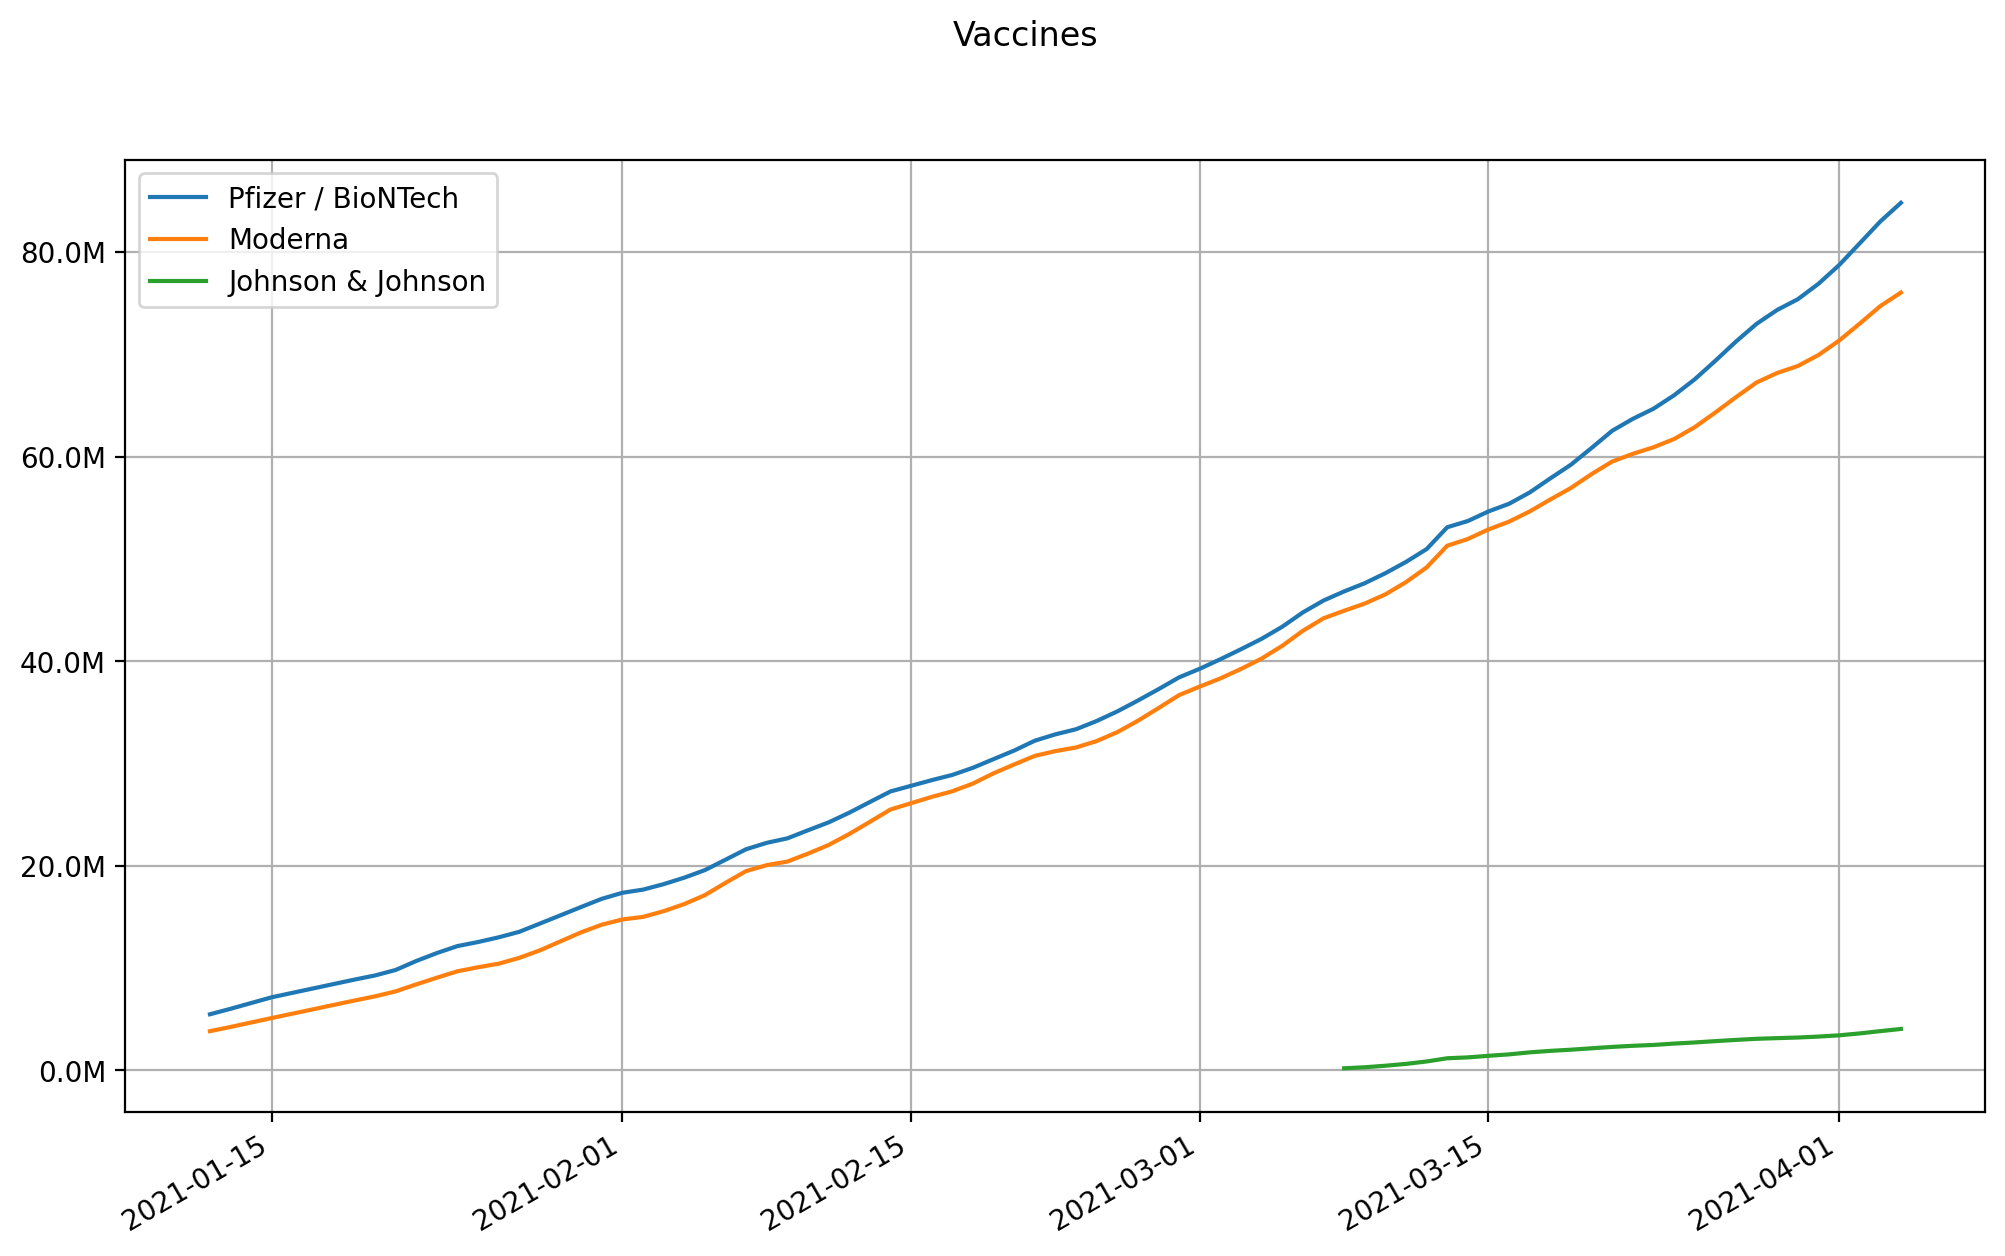 Vaccines
Pfizer / BioNTech
Moderna
Johnson & Johnson
80.0M
60.0M
40.0M
20.0M
0.0M
2021-01-15
2021-02-01
2021-02-15
2021-03-01
2021-03-15
2021-04-01